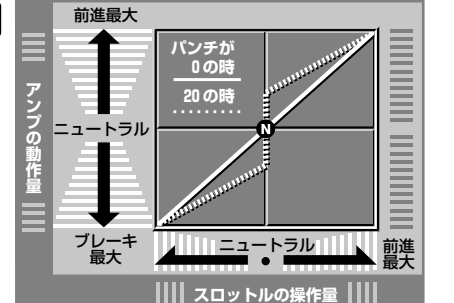 前進最大
パンチが
0の時
20の時
アンプの動作量
ニュートラル
N
ブレーキ
最大
ニュートラル
前進
最大
スロットルの操作量